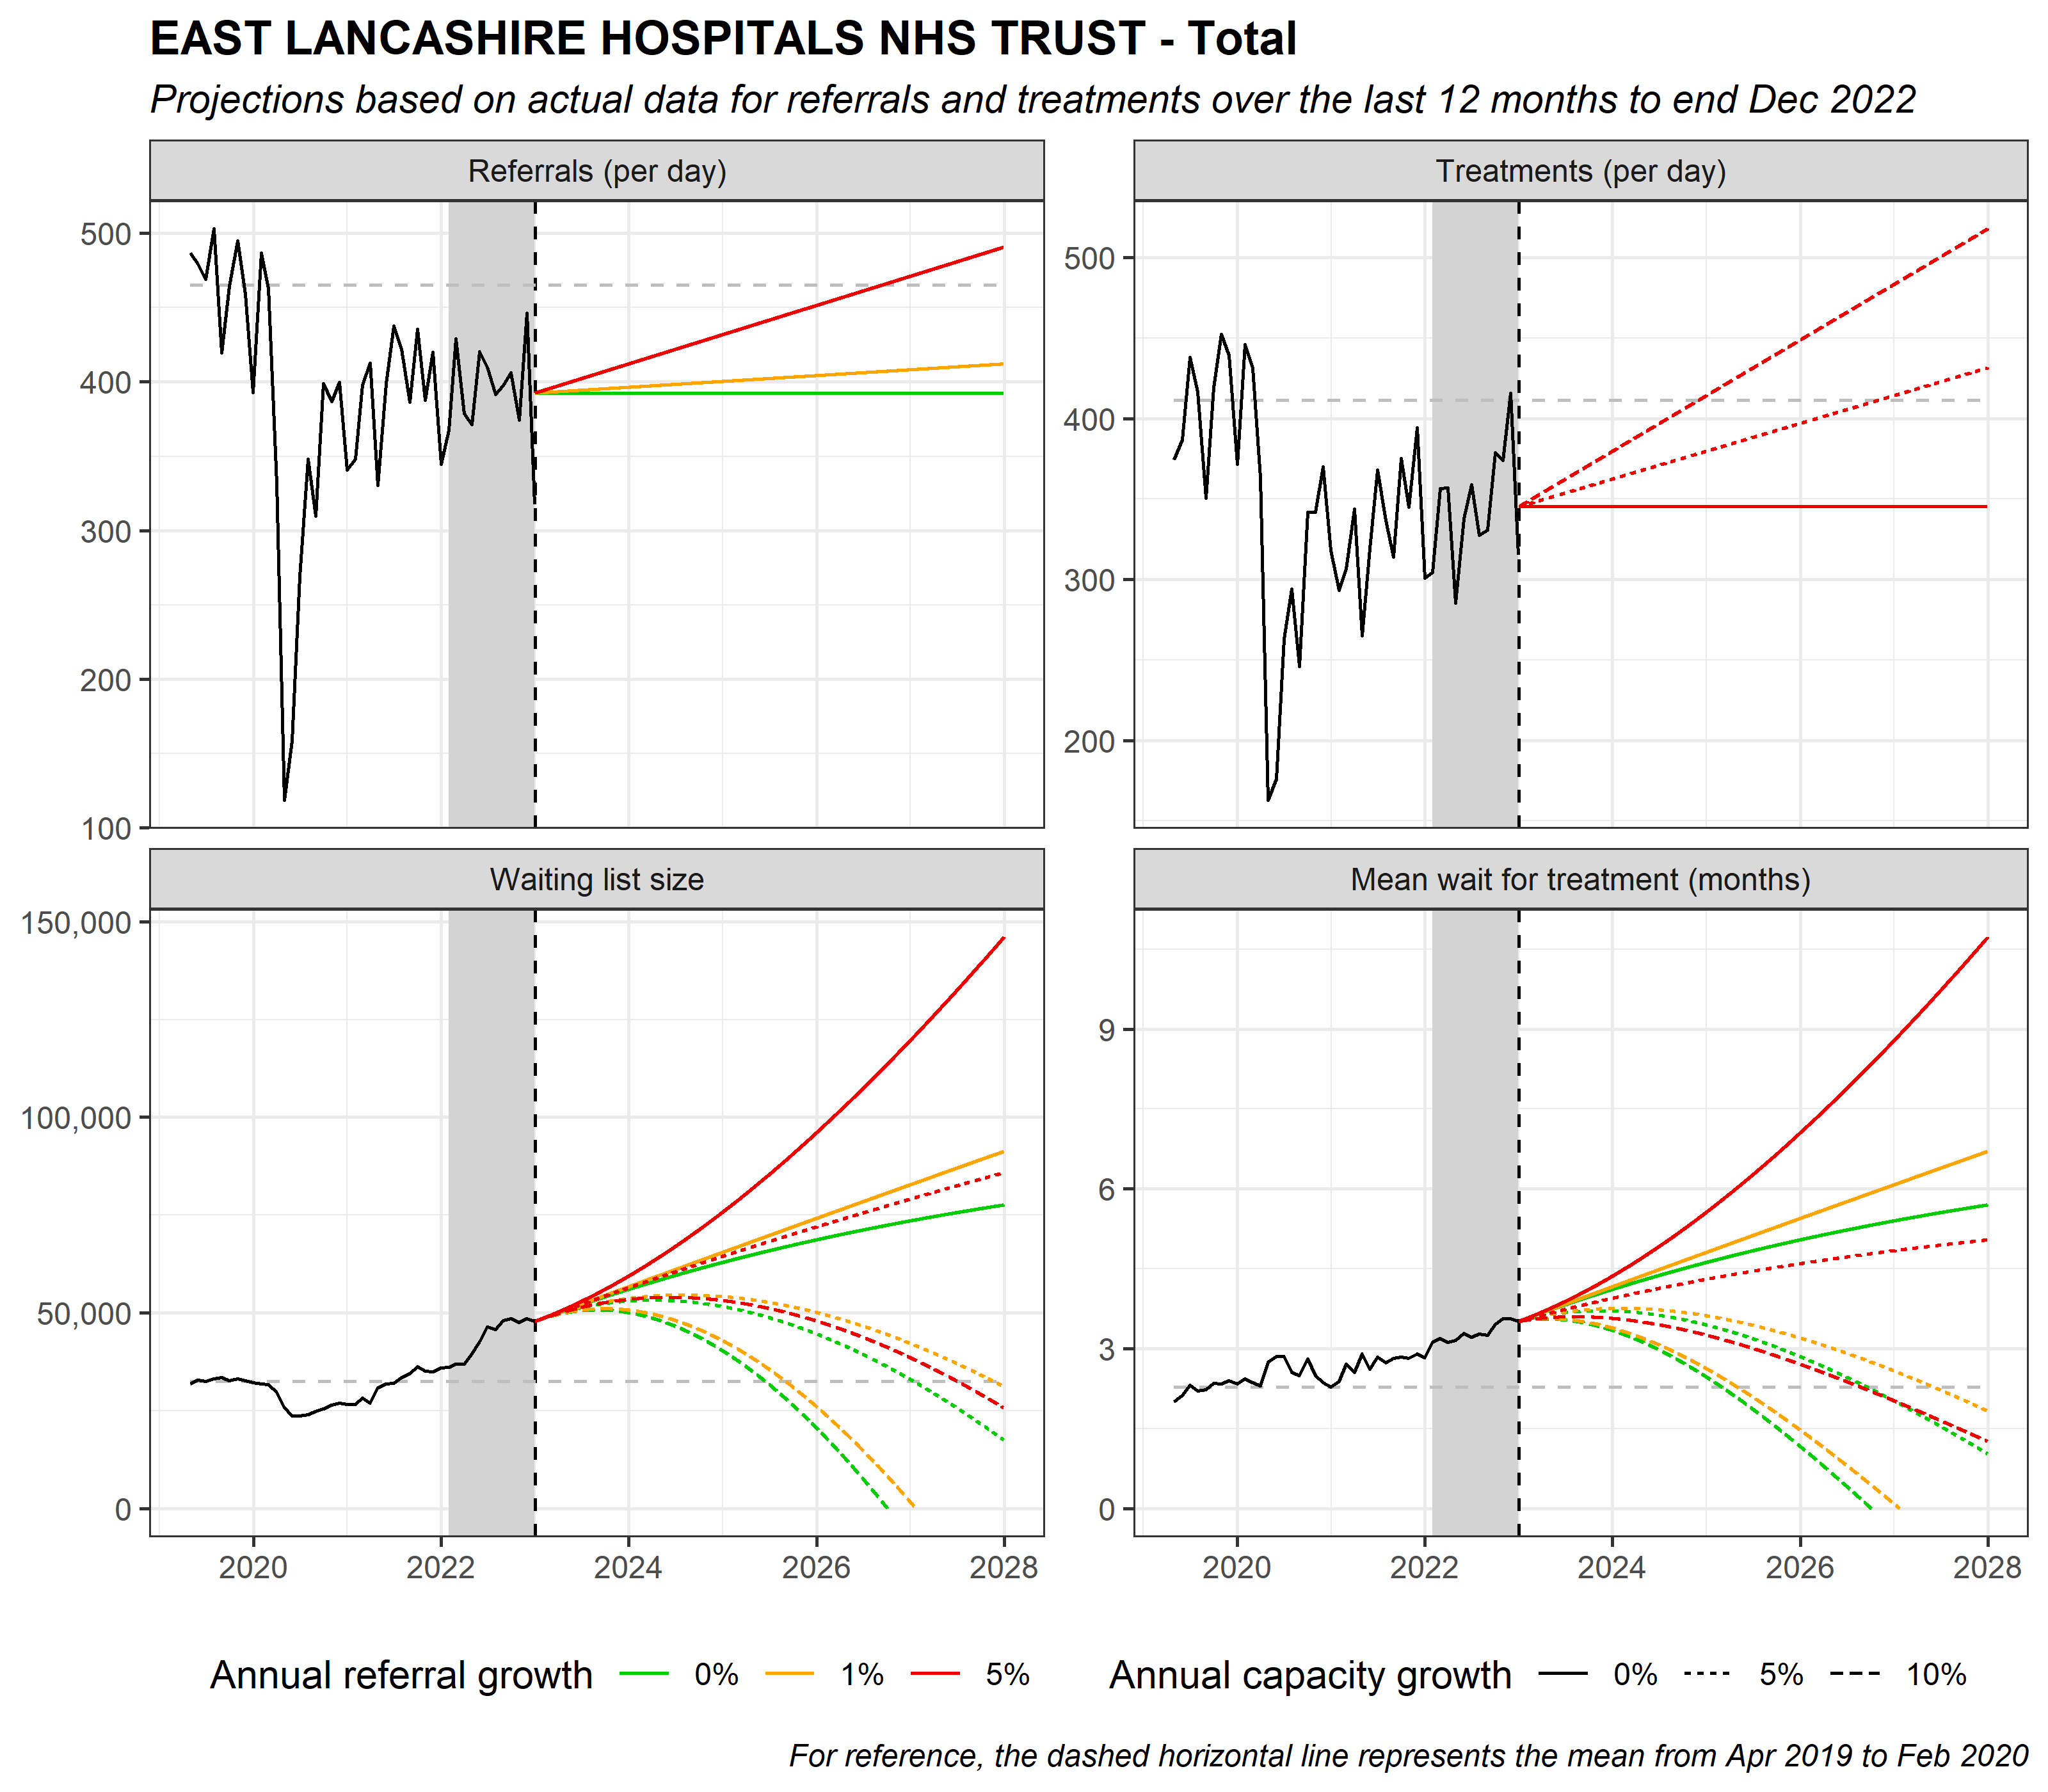 EAST LANCASHIRE HOSPITALS NHS TRUST - Total
Projections based on actual data for referrals and treatments over the last 12 months to end Dec 2022
Referrals (per day)
500
400
300
200
100
Treatments (per day)
500
400
300
200
Waiting list size
150,000
100,000
50,000
0
2020 2022 2024 2026 2028
Mean wait for treatment (months)
9
6
3
0
2020 2022 2024 2026 2028
Annual referral growth 0% 1% 5%
Annual capacity growth 0% 5% 10%
For reference, the dashed horizontal line represents the mean from Apr 2019 to Feb 2020